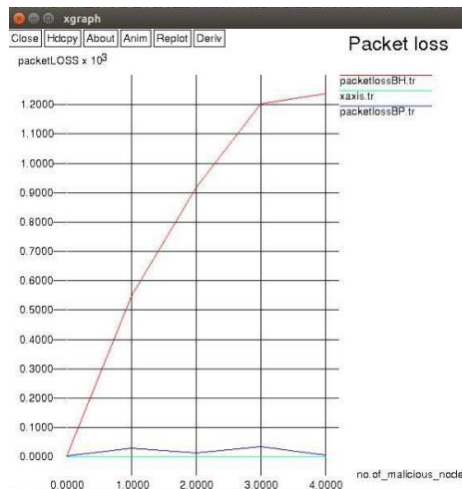 xgraph
Close Hdcpy About Anim Replot Deriv
Packet loss
packetLOSS x 10³
packetlossBH.tr
xaxis.tr
packetlossBP.tr
1.2000
1.1000
1.0000
0.9000
0.8000
0.7000
0.6000
0.5000
0.4000
0.3000
0.2000
0.1000
0.0000
0.0000 1.0000 2.0000 3.0000 4.0000
no.of_malicious_node